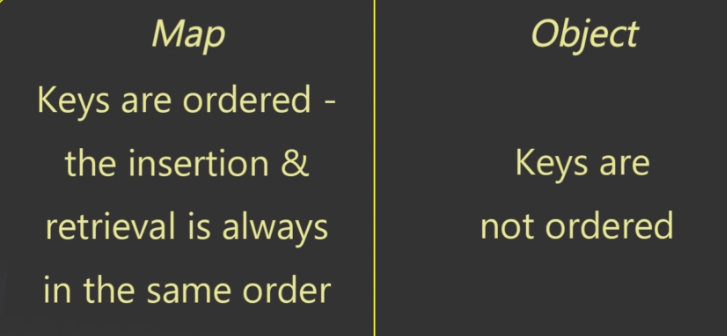 Map
Keys are ordered -
the insertion &
retrieval is always
in the same order
Object
Keys are
not ordered